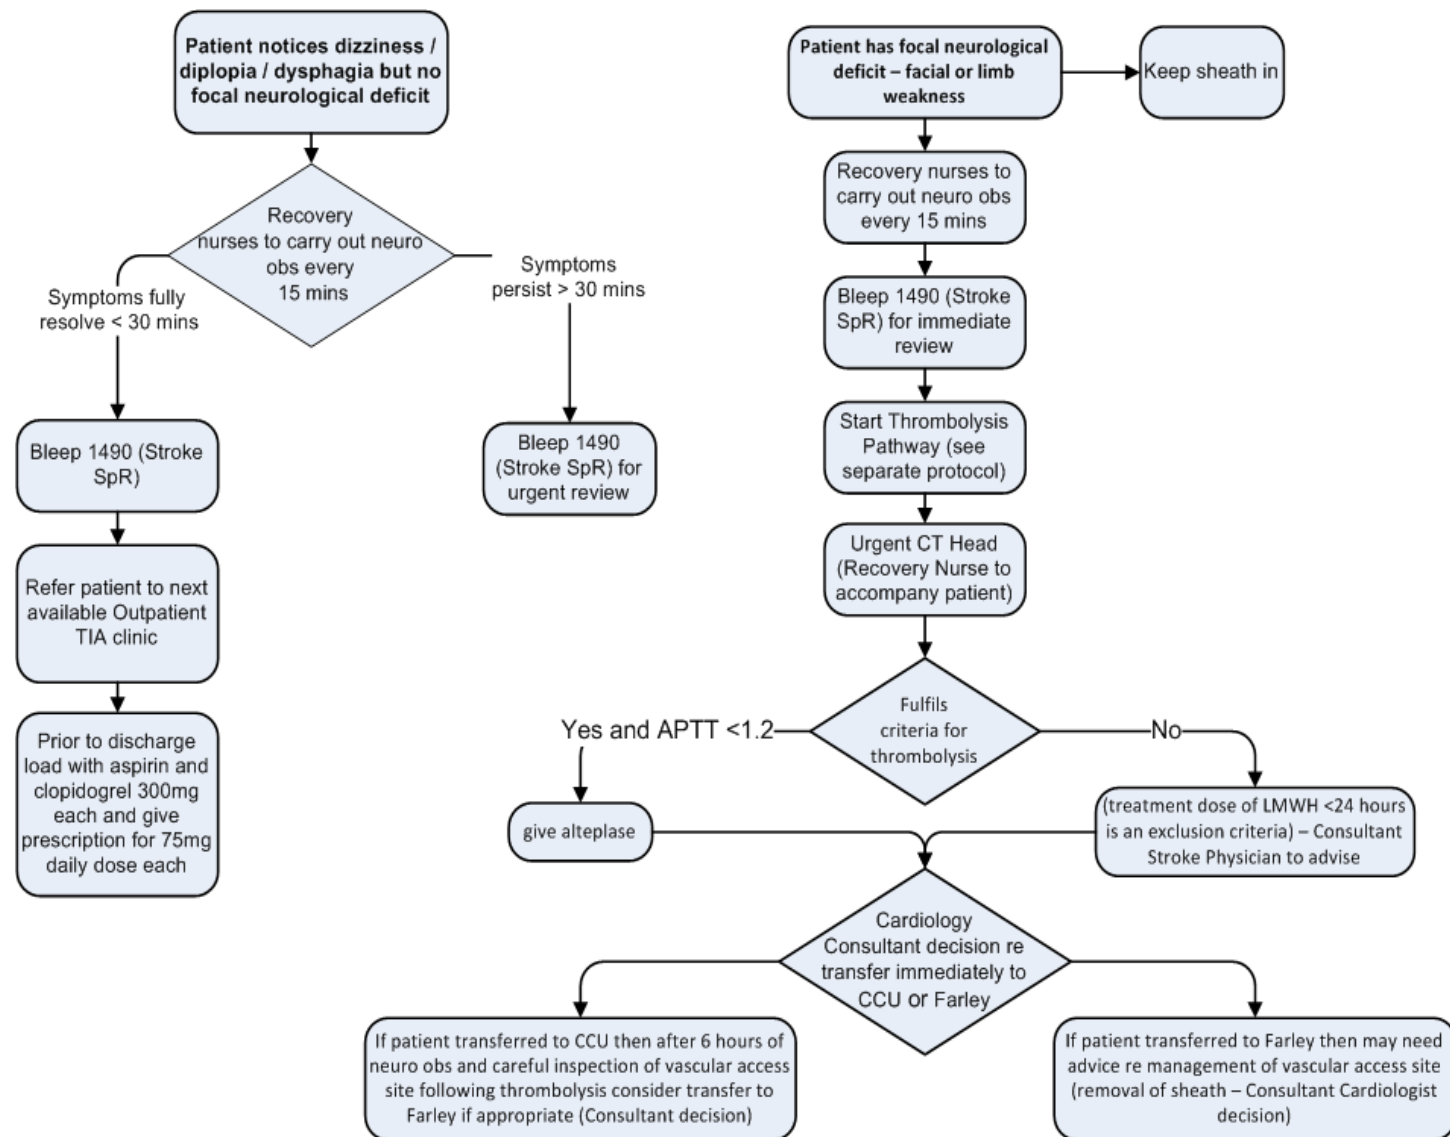 Patient notices dizziness /
diplopia / dysphagia but no
focal neurological deficit
Recovery
nurses to carry out neuro
obs every
15 mins
Symptoms fully
resolve < 30 mins
Symptoms
persist > 30 mins
Bleep 1490 (Stroke
SpR)
Refer patient to next
available Outpatient
TIA clinic
Prior to discharge
load with aspirin and
clopidogrel 300mg
each and give
prescription for 75mg
daily dose each
Bleep 1490
(Stroke SpR) for
urgent review
Patient has focal neurological
deficit – facial or limb
weakness
Keep sheath in
Recovery nurses to
carry out neuro obs
every 15 mins
Bleep 1490 (Stroke
SpR) for immediate
review
Start Thrombolysis
Pathway (see
separate protocol)
Urgent CT Head
(Recovery Nurse to
accompany patient)
Fulfils
criteria for
thrombolysis
Yes and APTT <1.2
No
give alteplase
(treatment dose of LMWH <24 hours
is an exclusion criteria) – Consultant
Stroke Physician to advise
Cardiology
Consultant decision re
transfer immediately to
CCU or Farley
If patient transferred to CCU then after 6 hours of
neuro obs and careful inspection of vascular access
site following thrombolysis consider transfer to
Farley if appropriate (Consultant decision)
If patient transferred to Farley then may need
advice re management of vascular access site
(removal of sheath – Consultant Cardiologist
decision)